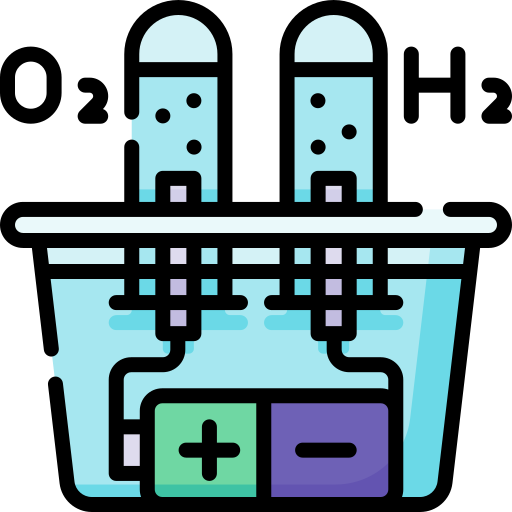 O₂ H₂
+ −